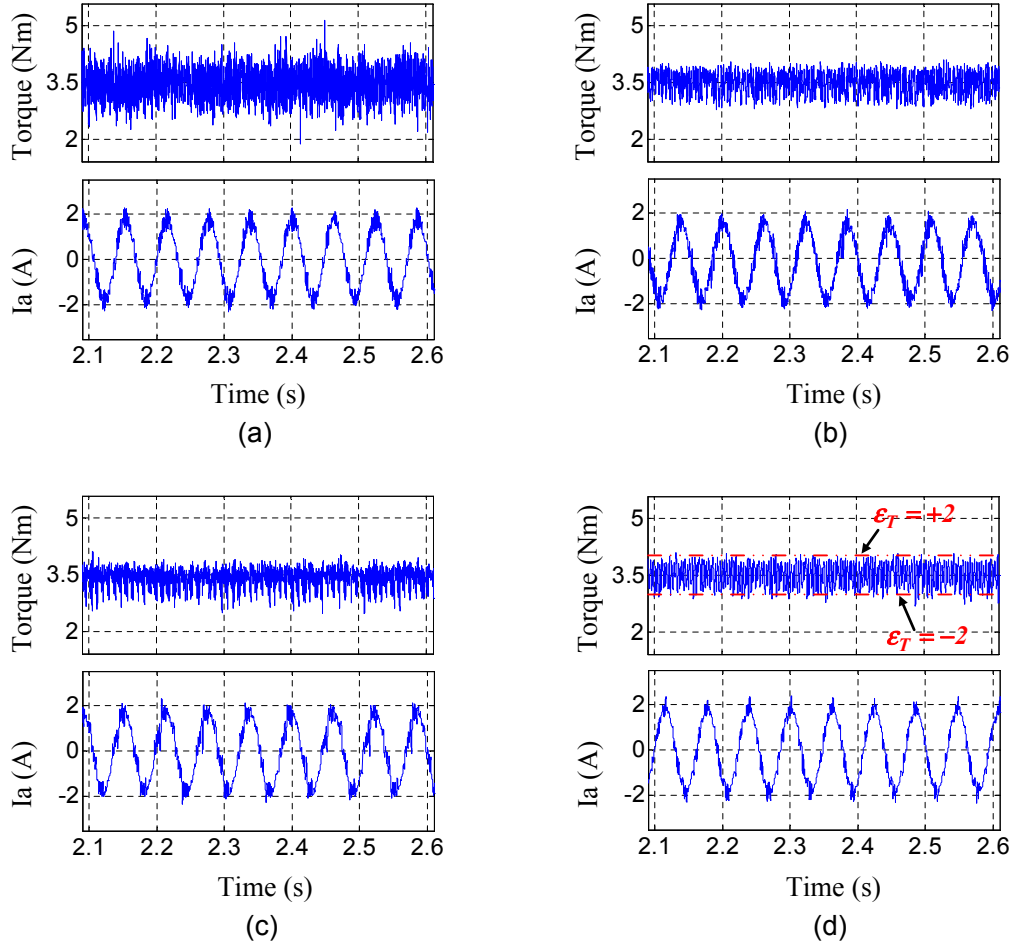 Torque (Nm)
5
3.5
2
Ia (A)
2
0
-2
2.1 2.2 2.3 2.4 2.5 2.6
Time (s)
(a)
Torque (Nm)
5
3.5
2
Ia (A)
2
0
-2
2.1 2.2 2.3 2.4 2.5 2.6
Time (s)
(b)
Torque (Nm)
5
3.5
2
Ia (A)
2
0
-2
2.1 2.2 2.3 2.4 2.5 2.6
Time (s)
(c)
Torque (Nm)
5
3.5
2
εT = +2
εT = −2
Ia (A)
2
0
-2
2.1 2.2 2.3 2.4 2.5 2.6
Time (s)
(d)